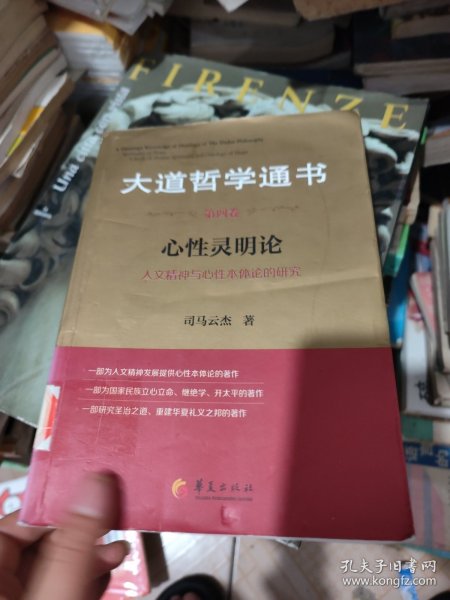 FIRENZE
Una
大道哲学通书
第四卷
心性灵明论
人文精神与心性本体论的研究
司马云杰 著
一部为人文精神发展提供心性本体论的著作
一部为国家民族立心立命、继绝学、开太平的著作
一部研究圣治之道、重建华夏礼义之邦的著作
华夏出版社
孔夫子旧书网
www.kongfz.com